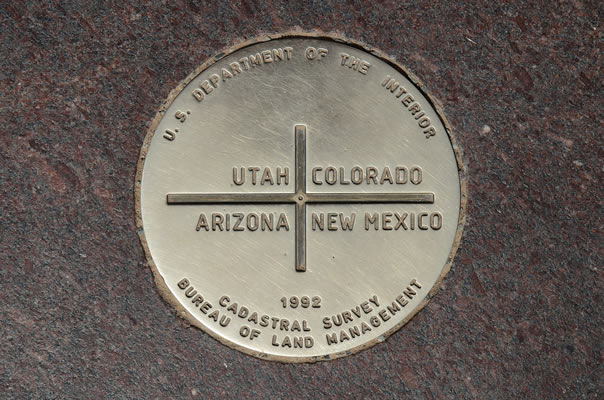 U. S. DEPARTMENT OF THE INTERIOR
UTAH COLORADO
ARIZONA NEW MEXICO
1992
CADASTRAL SURVEY
BUREAU OF LAND MANAGEMENT